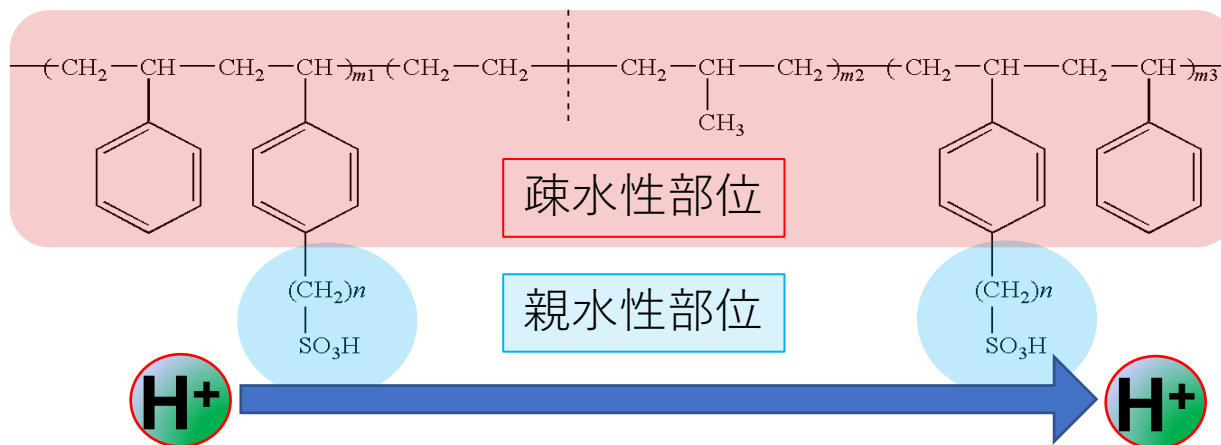 —(CH₂—CH—CH₂—CH)m1—(CH₂—CH₂—CH₂—CH—CH₂)m2—(CH₂—CH—CH₂—CH)m3—
CH₃
疎水性部位
(CH₂)n 親水性部位 (CH₂)n
SO₃H SO₃H
H⁺ H⁺